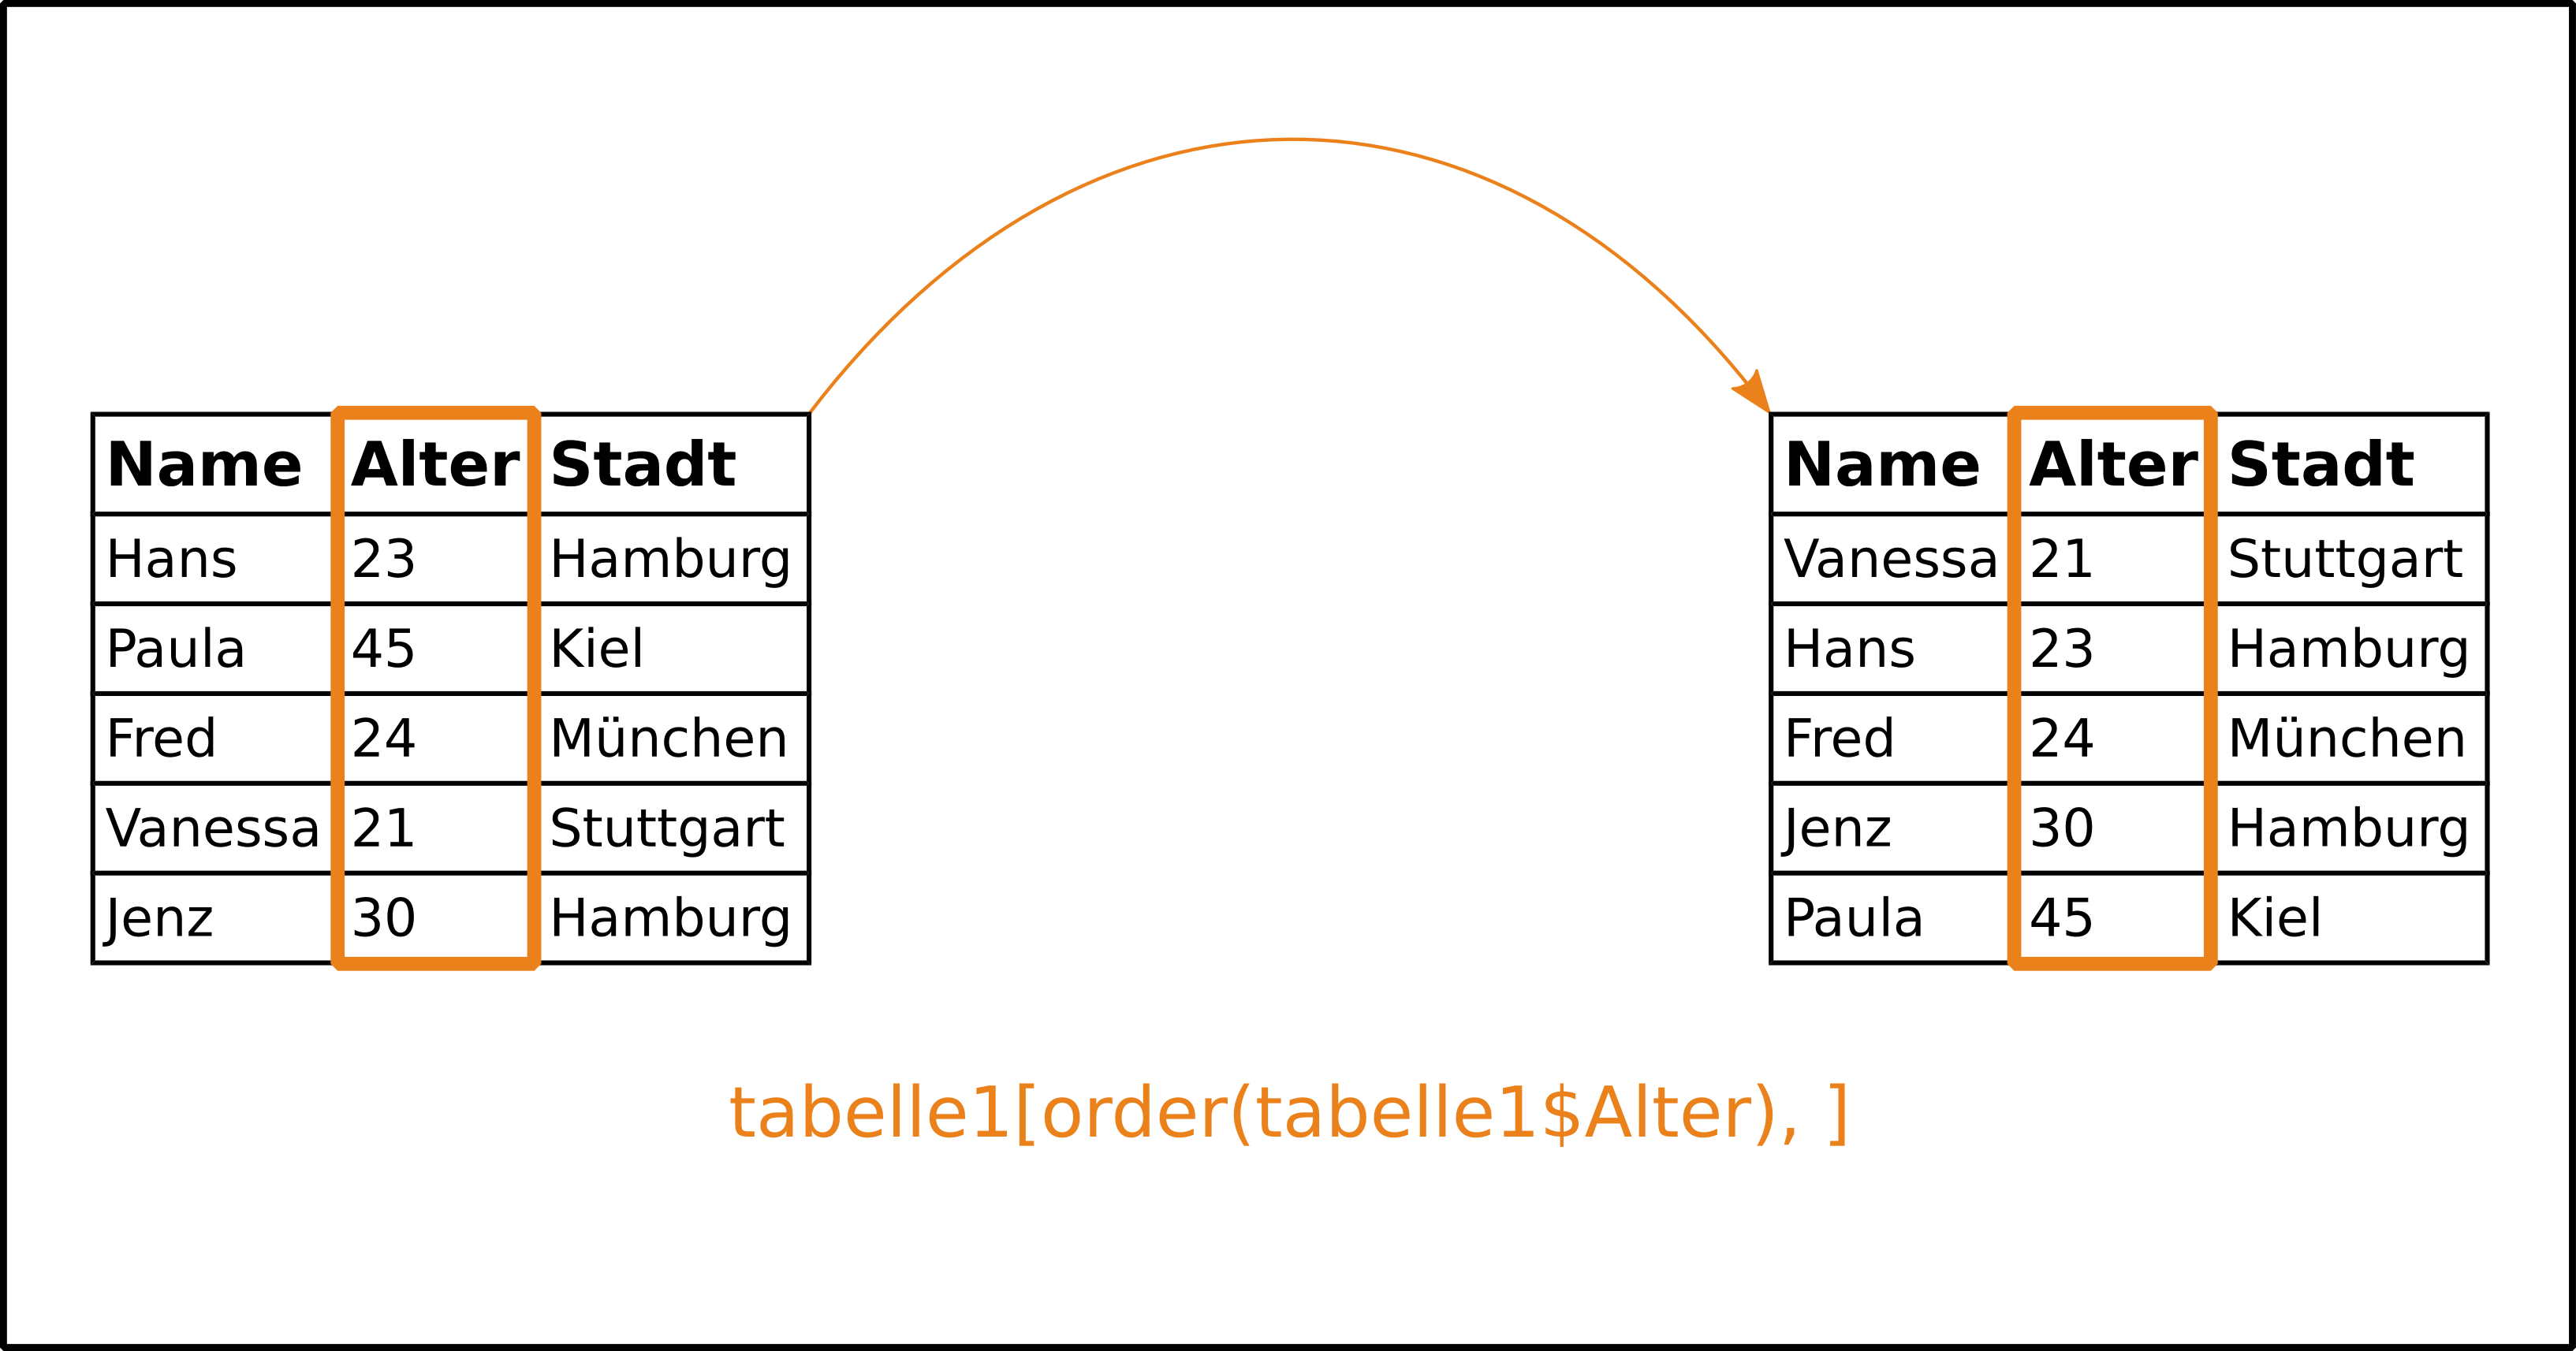 Name Alter Stadt
Hans 23 Hamburg
Paula 45 Kiel
Fred 24 München
Vanessa 21 Stuttgart
Jenz 30 Hamburg
Name Alter Stadt
Vanessa 21 Stuttgart
Hans 23 Hamburg
Fred 24 München
Jenz 30 Hamburg
Paula 45 Kiel
tabelle1[order(tabelle1$Alter), ]